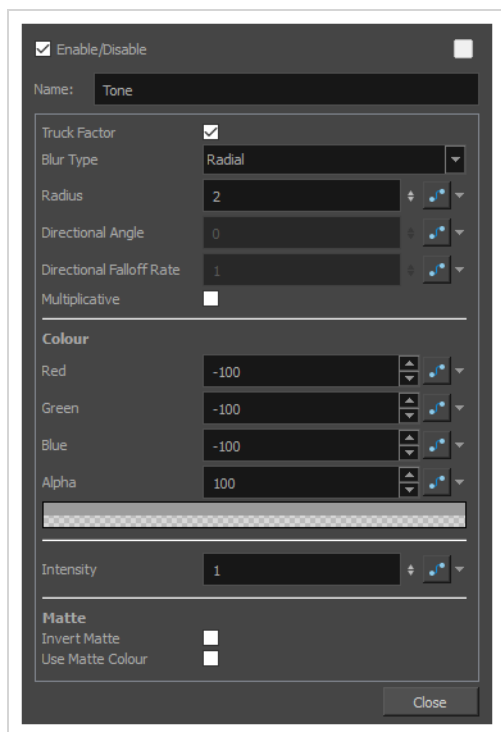 Enable/Disable
Name: Tone
Truck Factor
Blur Type Radial
Radius 2
Directional Angle 0
Directional Falloff Rate 1
Multiplicative
Colour
Red -100
Green -100
Blue -100
Alpha 100
Intensity 1
Matte
Invert Matte
Use Matte Colour
Close